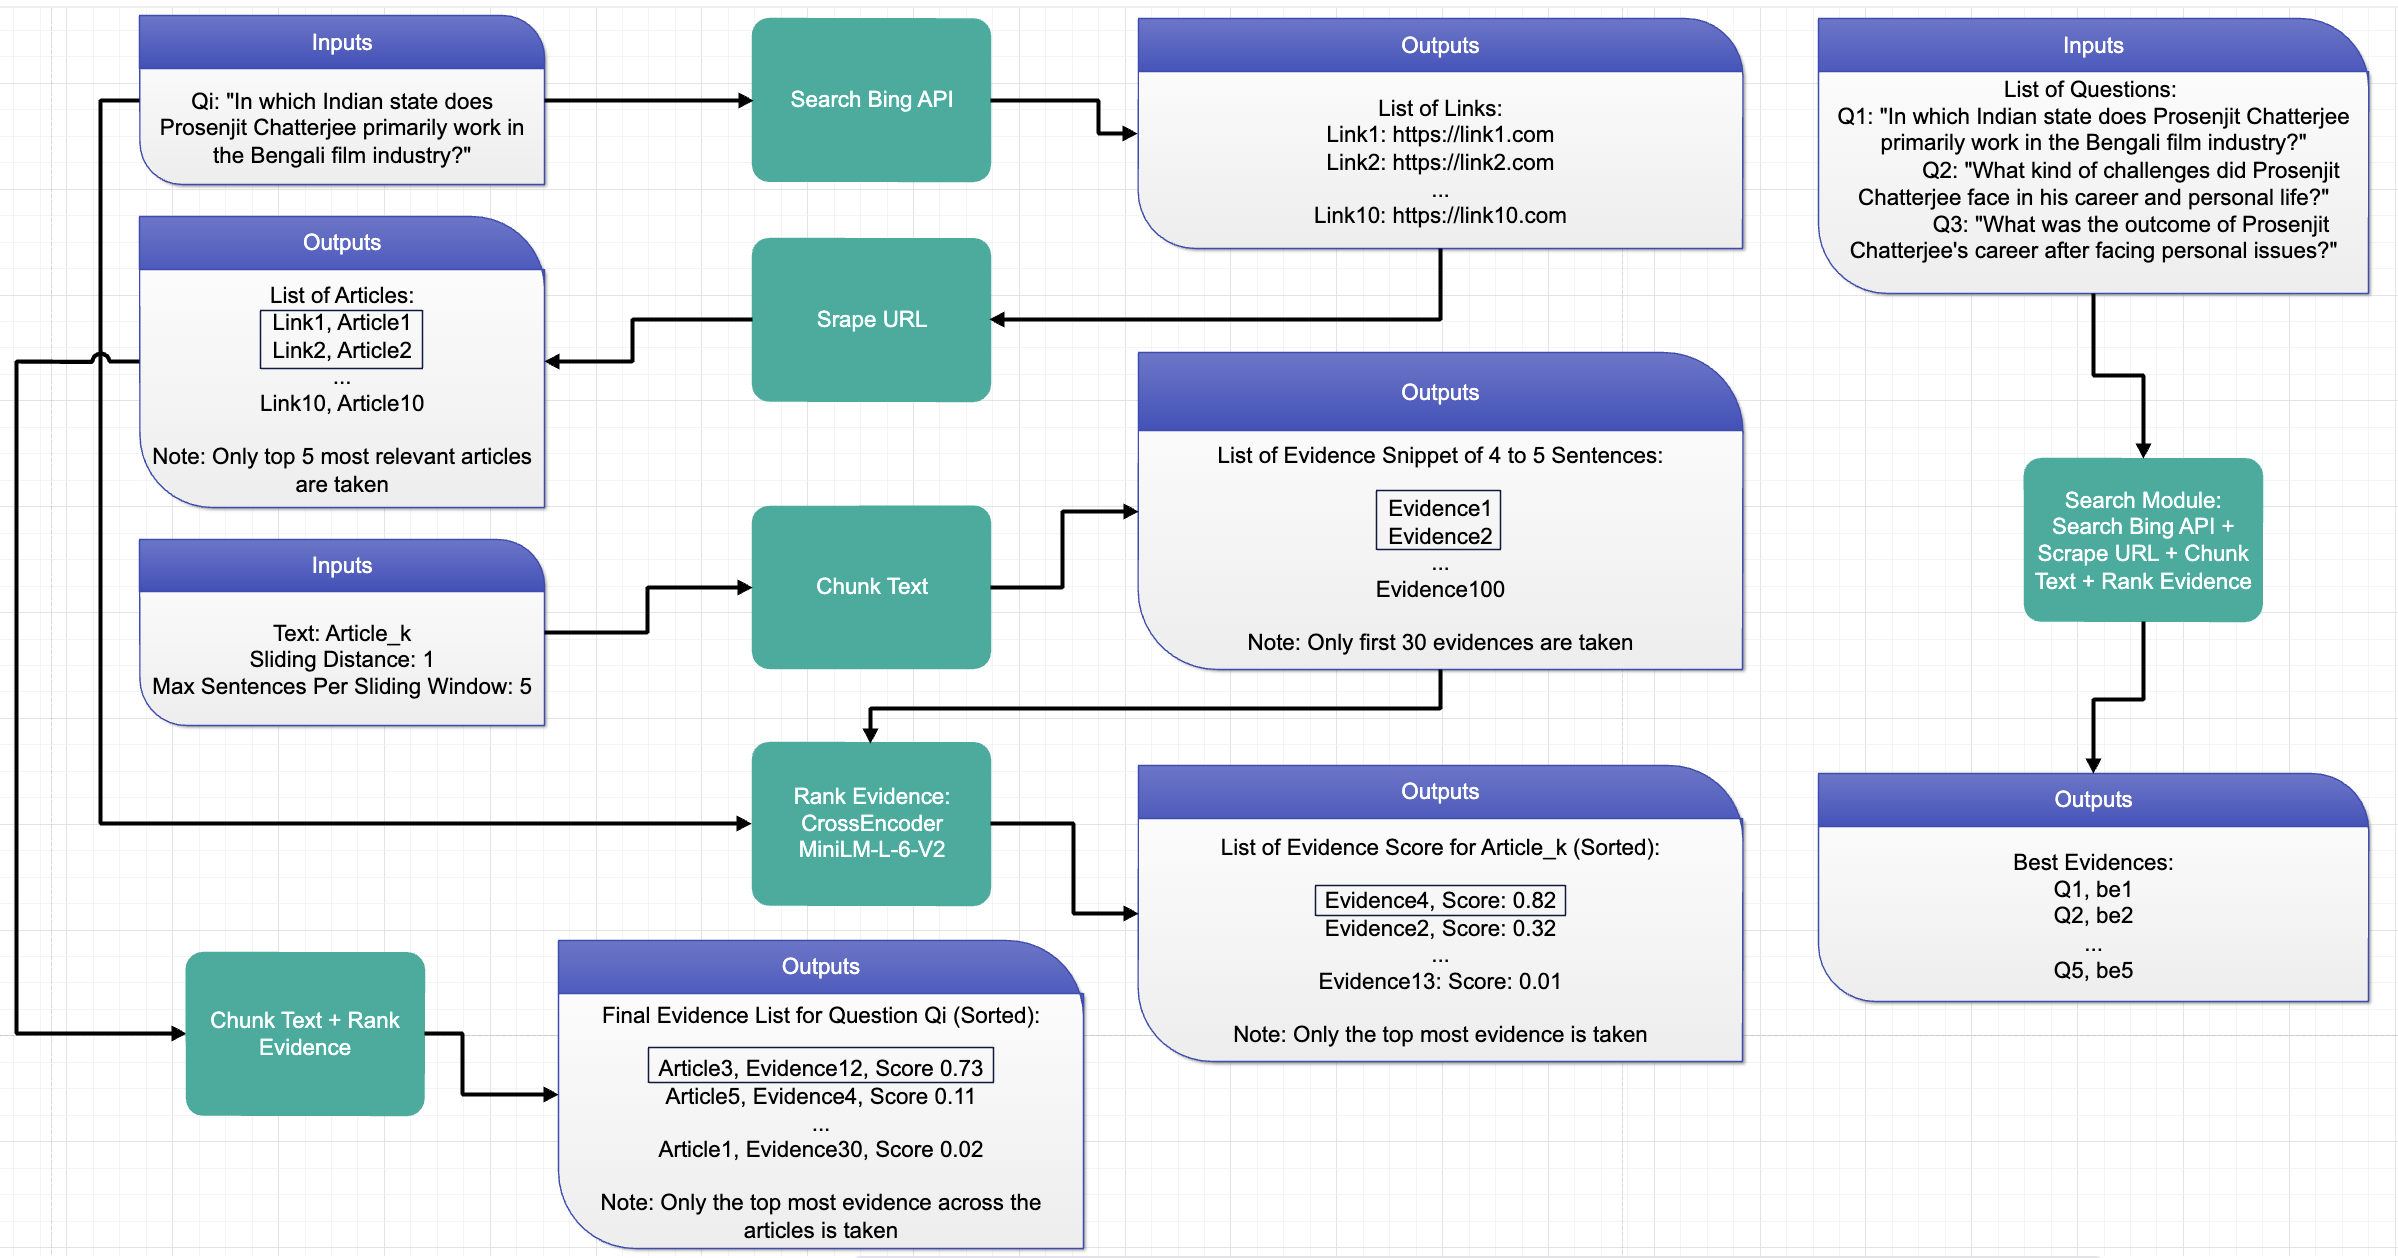 Inputs
Qi: "In which Indian state does
Prosenjit Chatterjee primarily work in
the Bengali film industry?"
Search Bing API
Outputs
List of Links:
Link1: https://link1.com
Link2: https://link2.com
...
Link10: https://link10.com
Outputs
List of Articles:
Link1, Article1
Link2, Article2
...
Link10, Article10
Note: Only top 5 most relevant articles
are taken
Srape URL
Inputs
Text: Article_k
Sliding Distance: 1
Max Sentences Per Sliding Window: 5
Chunk Text
Outputs
List of Evidence Snippet of 4 to 5 Sentences:
Evidence1
Evidence2
...
Evidence100
Note: Only first 30 evidences are taken
Rank Evidence:
CrossEncoder
MiniLM-L-6-V2
Outputs
List of Evidence Score for Article_k (Sorted):
Evidence4, Score: 0.82
Evidence2, Score: 0.32
...
Evidence13: Score: 0.01
Note: Only the top most evidence is taken
Chunk Text + Rank
Evidence
Outputs
Final Evidence List for Question Qi (Sorted):
Article3, Evidence12, Score 0.73
Article5, Evidence4, Score 0.11
...
Article1, Evidence30, Score 0.02
Note: Only the top most evidence across the
articles is taken
Inputs
List of Questions:
Q1: "In which Indian state does Prosenjit Chatterjee
primarily work in the Bengali film industry?"
Q2: "What kind of challenges did Prosenjit
Chatterjee face in his career and personal life?"
Q3: "What was the outcome of Prosenjit
Chatterjee's career after facing personal issues?"
Search Module:
Search Bing API +
Scrape URL + Chunk
Text + Rank Evidence
Outputs
Best Evidences:
Q1, be1
Q2, be2
...
Q5, be5